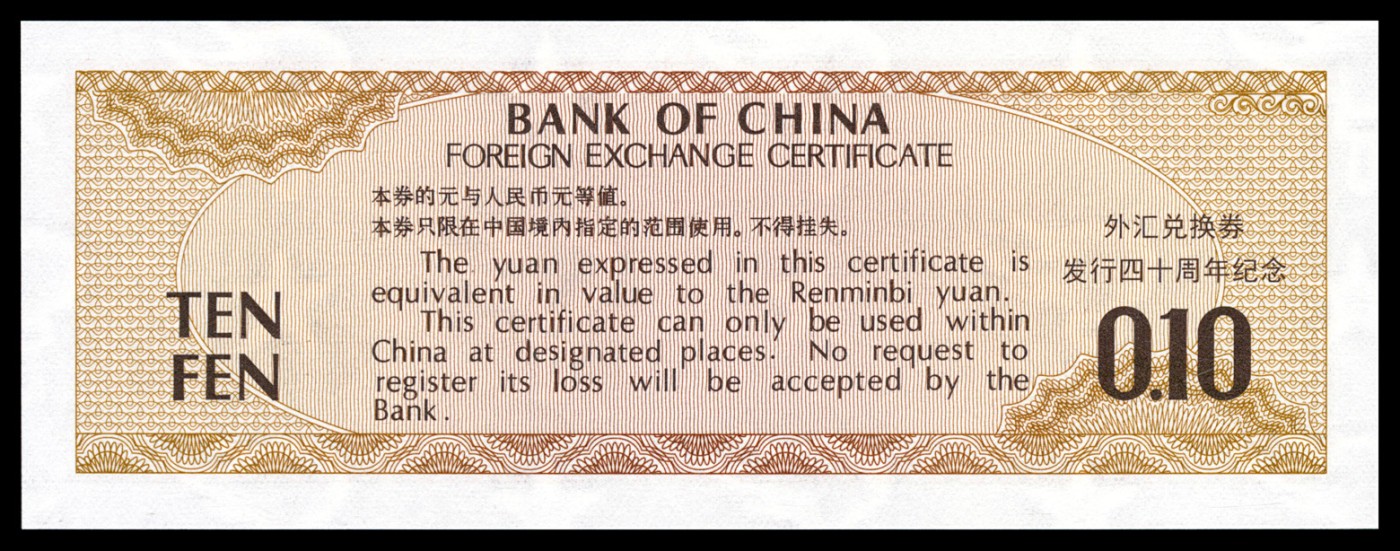 BANK OF CHINA
FOREIGN EXCHANGE CERTIFICATE
本券的元与人民币元等值。
本券只限在中国境内指定的范围使用。不得挂失。
The yuan expressed in this certificate is
equivalent in value to the Renminbi yuan.
This certificate can only be used within
China at designated places. No request to
register its loss will be accepted by the
Bank.
TEN
FEN
外汇兑换券
发行四十周年纪念
0.10